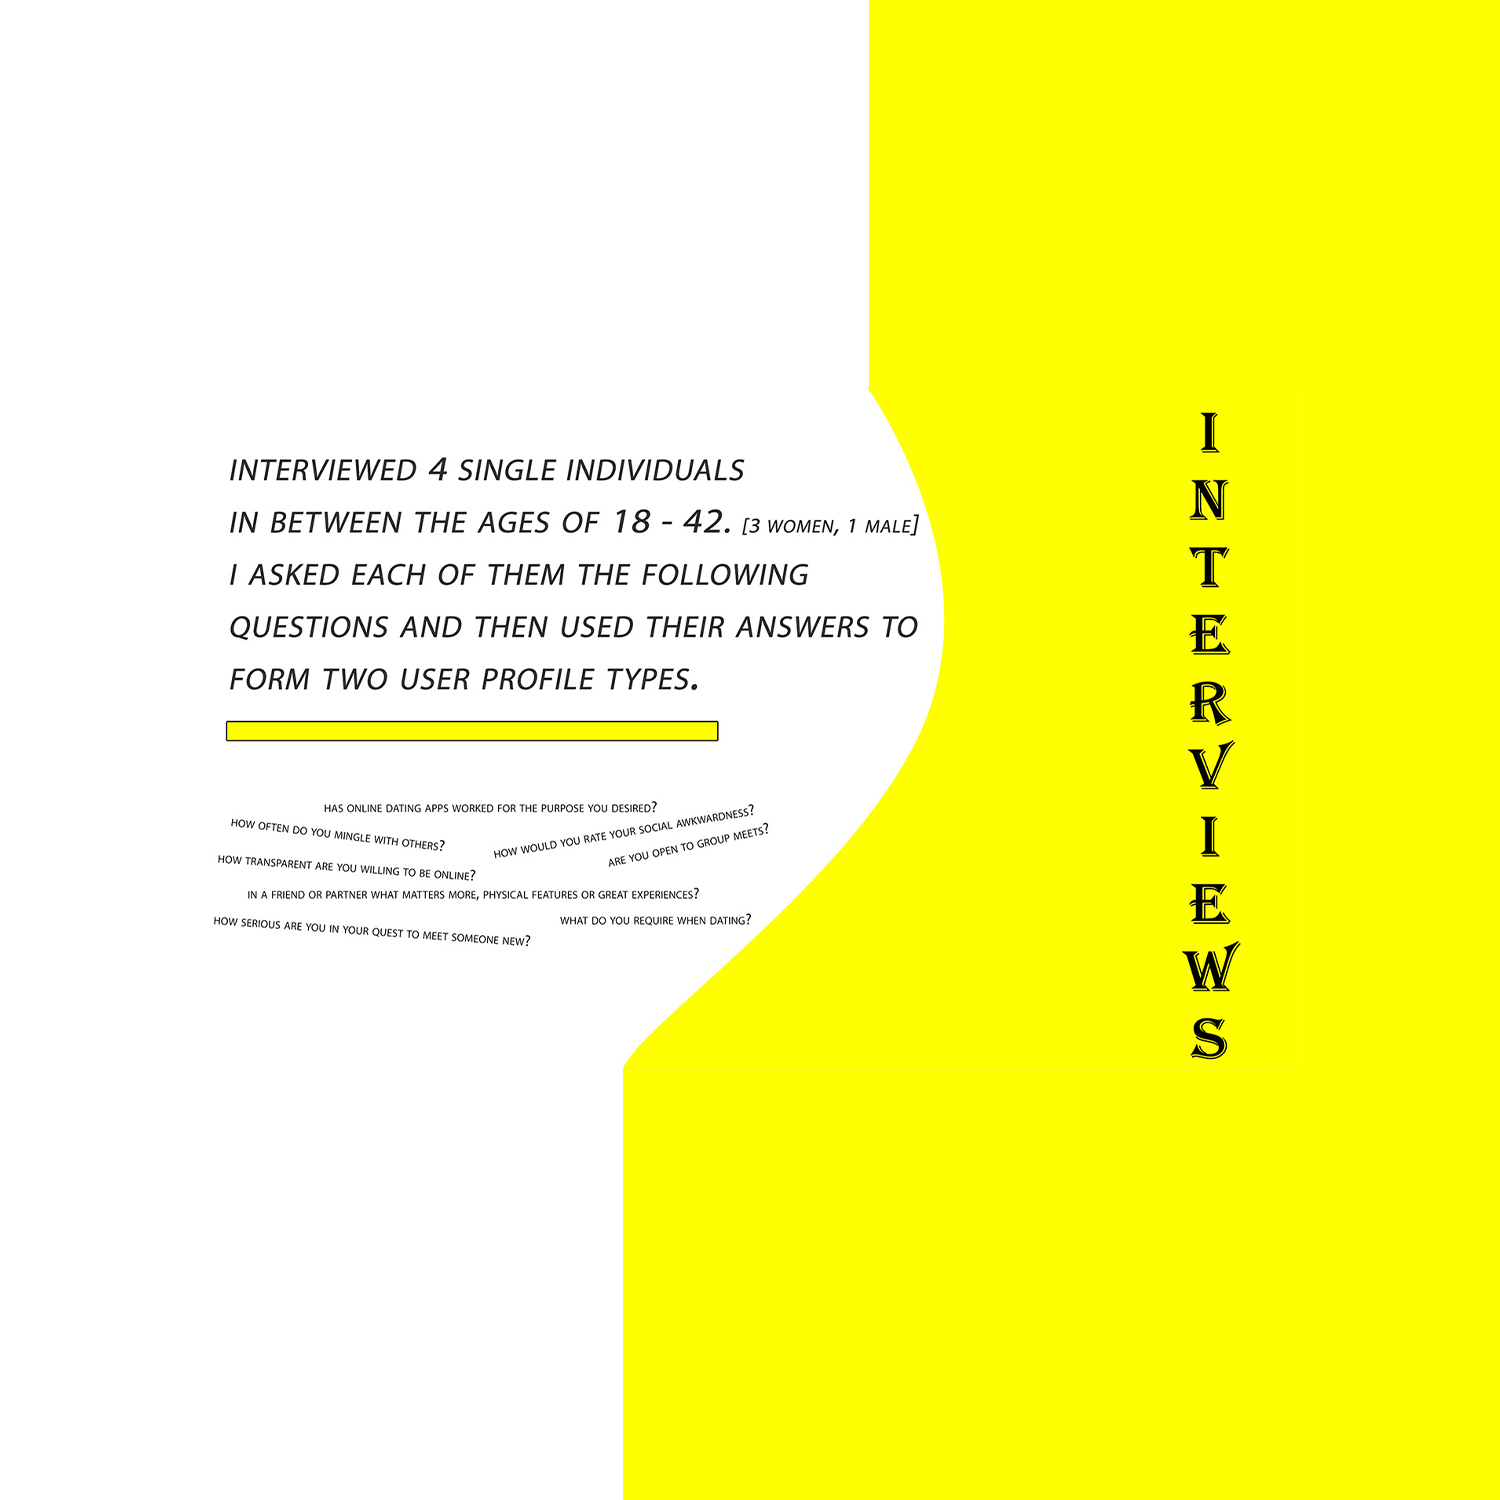 INTERVIEWED 4 SINGLE INDIVIDUALS
IN BETWEEN THE AGES OF 18 - 42. [3 WOMEN, 1 MALE]
I ASKED EACH OF THEM THE FOLLOWING
QUESTIONS AND THEN USED THEIR ANSWERS TO
FORM TWO USER PROFILE TYPES.
HAS ONLINE DATING APPS WORKED FOR THE PURPOSE YOU DESIRED?
HOW OFTEN DO YOU MINGLE WITH OTHERS?
HOW WOULD YOU RATE YOUR SOCIAL AWKWARDNESS?
ARE YOU OPEN TO GROUP MEETS?
HOW TRANSPARENT ARE YOU WILLING TO BE ONLINE?
IN A FRIEND OR PARTNER WHAT MATTERS MORE, PHYSICAL FEATURES OR GREAT EXPERIENCES?
HOW SERIOUS ARE YOU IN YOUR QUEST TO MEET SOMEONE NEW?
WHAT DO YOU REQUIRE WHEN DATING?
INTERVIEWS